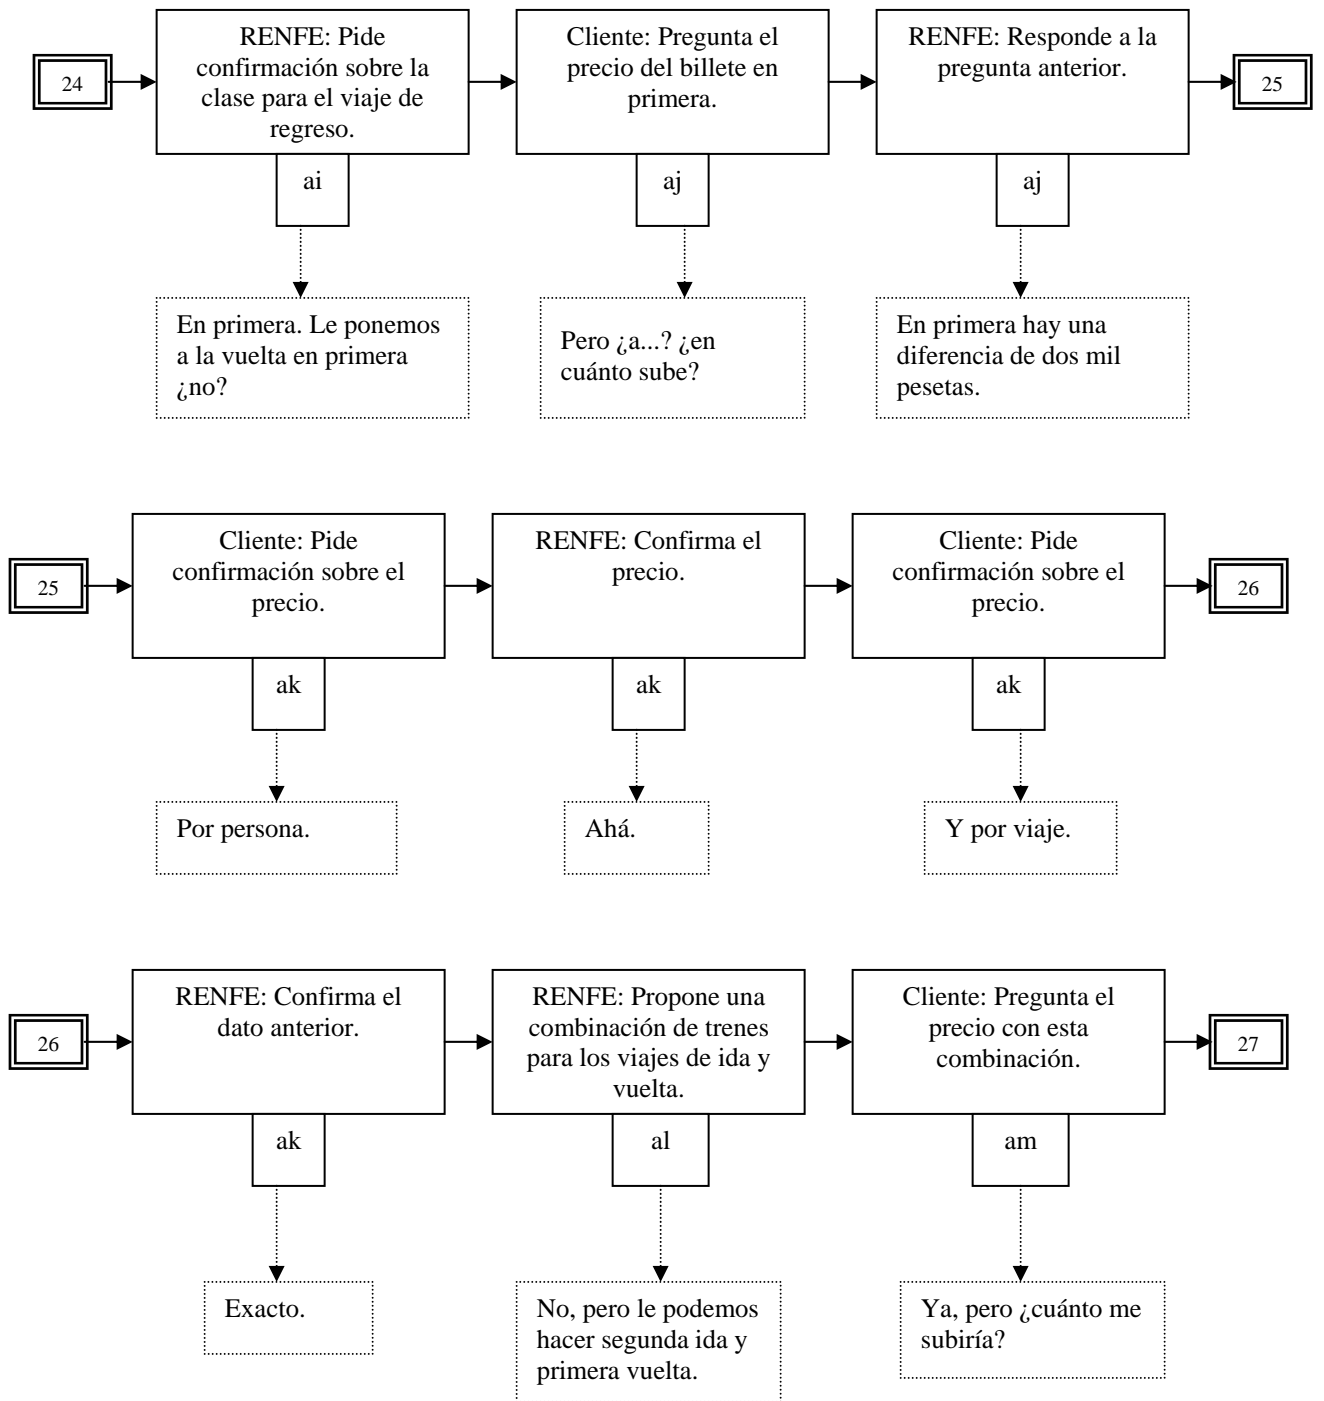 24
RENFE: Pide
confirmación sobre la
clase para el viaje de
regreso.
Cliente: Pregunta el
precio del billete en
primera.
RENFE: Responde a la
pregunta anterior.
25
ai
aj
aj
En primera. Le ponemos
a la vuelta en primera
¿no?
Pero ¿a...? ¿en
cuánto sube?
En primera hay una
diferencia de dos mil
pesetas.
25
Cliente: Pide
confirmación sobre el
precio.
RENFE: Confirma el
precio.
Cliente: Pide
confirmación sobre el
precio.
26
ak
ak
ak
Por persona.
Ahá.
Y por viaje.
26
RENFE: Confirma el
dato anterior.
RENFE: Propone una
combinación de trenes
para los viajes de ida y
vuelta.
Cliente: Pregunta el
precio con esta
combinación.
27
ak
al
am
Exacto.
No, pero le podemos
hacer segunda ida y
primera vuelta.
Ya, pero ¿cuánto me
subiría?